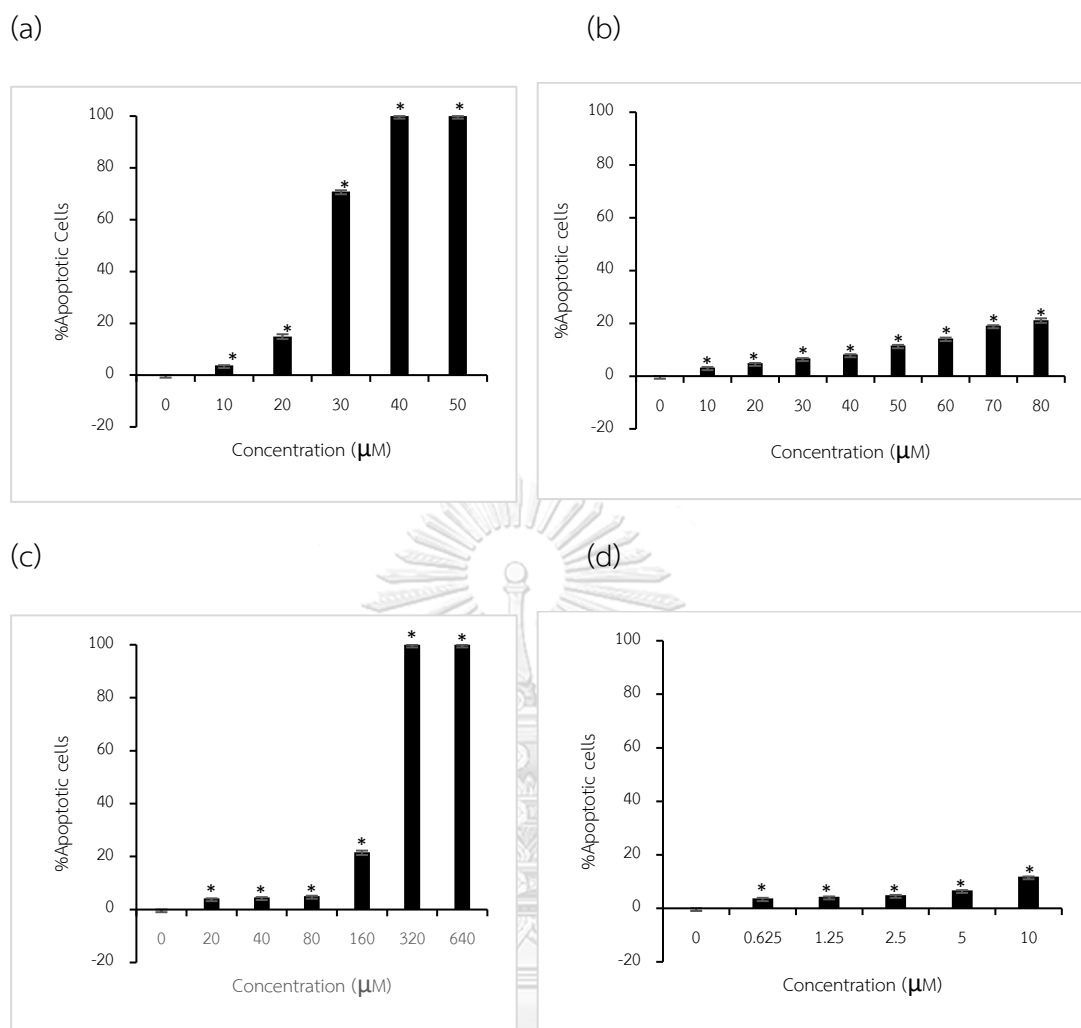 (a)
100
80
60
40
20
0
-20
%Apoptotic Cells
* * * * *
0 10 20 30 40 50
Concentration (μM)
(b)
100
80
60
40
20
0
-20
%Apoptotic cells
* * * * * * * *
0 10 20 30 40 50 60 70 80
Concentration (μM)
(c)
100
80
60
40
20
0
-20
%Apoptotic cells
* * * * * *
0 20 40 80 160 320 640
Concentration (μM)
(d)
100
80
60
40
20
0
-20
%Apoptotic cells
* * * * *
0 0.625 1.25 2.5 5 10
Concentration (μM)